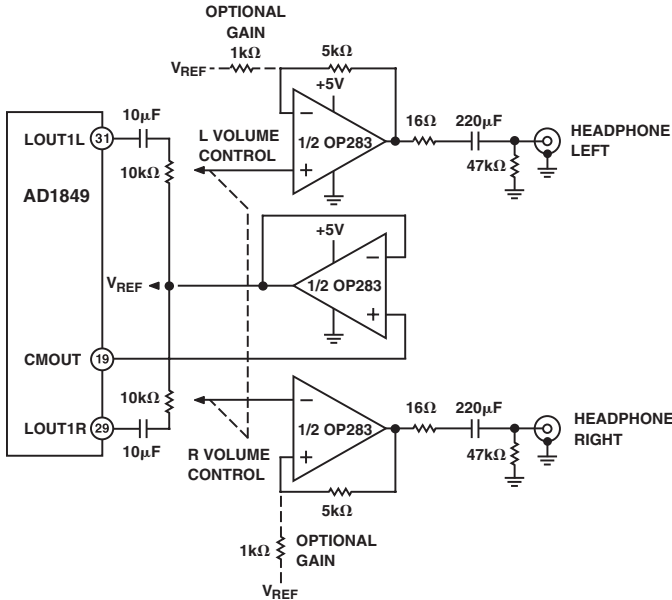 OPTIONAL
GAIN
1kΩ
5kΩ
VREF
+5V
10µF
L VOLUME
CONTROL
16Ω
220µF
HEADPHONE
LEFT
LOUT1L
31
−
1/2 OP283
+
47kΩ
10kΩ
AD1849
+5V
−
VREF
1/2 OP283
+
CMOUT
19
10kΩ
16Ω
220µF
HEADPHONE
RIGHT
−
1/2 OP283
+
LOUT1R
29
10µF
R VOLUME
CONTROL
47kΩ
5kΩ
1kΩ
OPTIONAL
GAIN
VREF